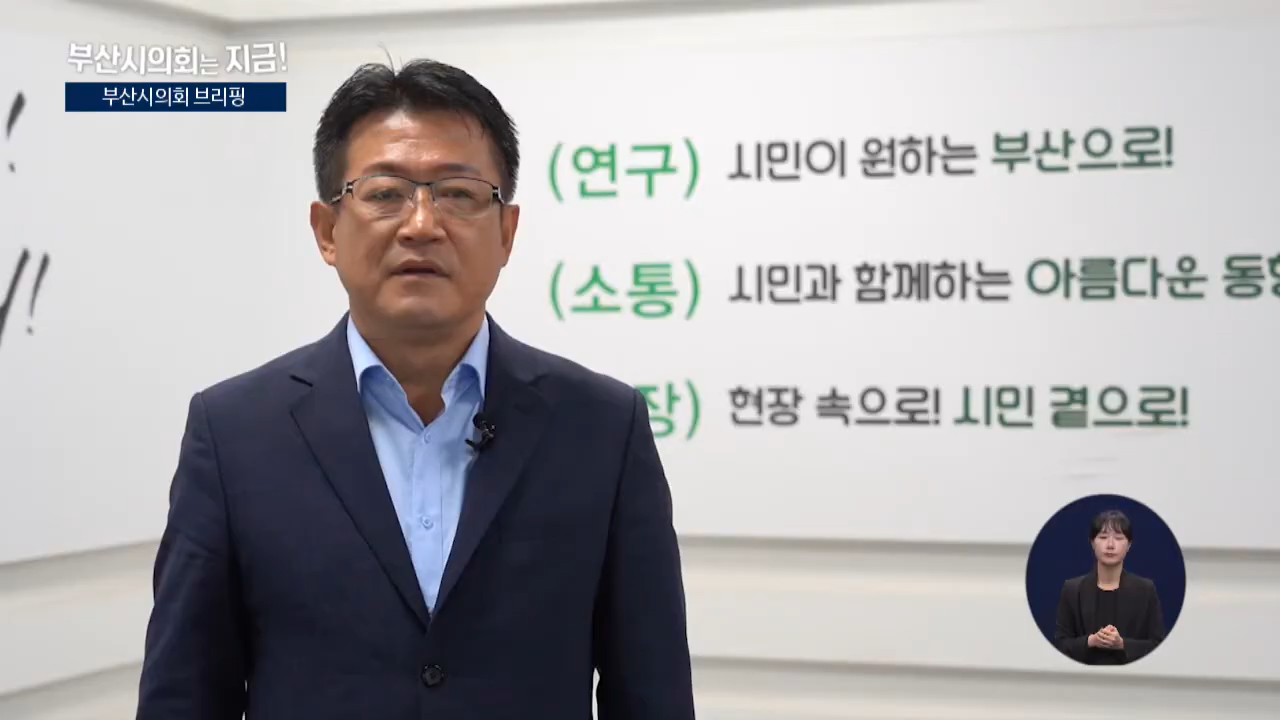 부산시의회는 지금!
부산시의회 브리핑
(연구) 시민이 원하는 부산으로!
(소통) 시민과 함께하는 아름다운
장) 현장 속으로! 시민 곁으로!